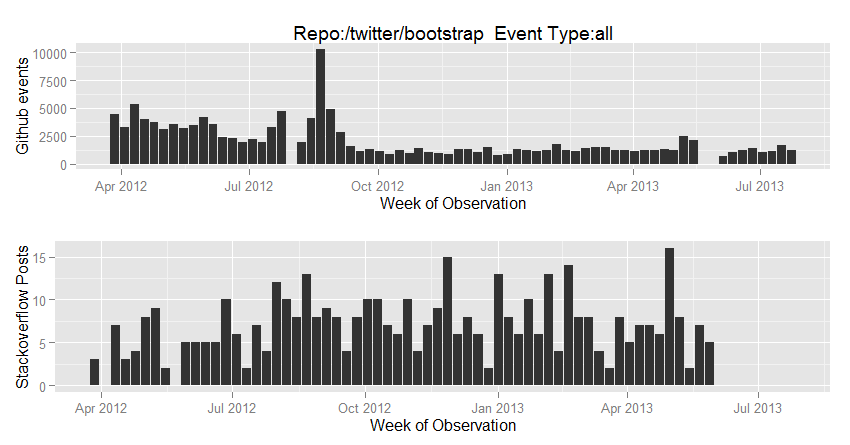 Repo:/twitter/bootstrap  Event Type:all
Github events
10000
7500
5000
2500
0
Apr 2012 Jul 2012 Oct 2012 Jan 2013 Apr 2013 Jul 2013
Week of Observation
Stackoverflow Posts
15
10
5
0
Apr 2012 Jul 2012 Oct 2012 Jan 2013 Apr 2013 Jul 2013
Week of Observation